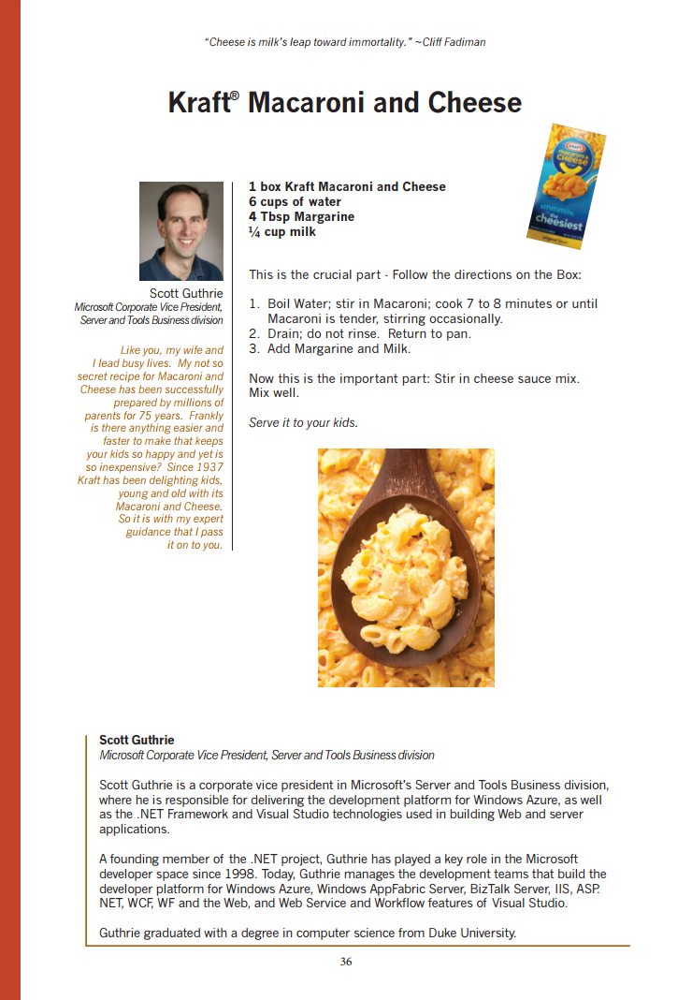 “Cheese is milk’s leap toward immortality.” ~Cliff Fadiman
Kraft® Macaroni and Cheese
KRAFT
macaroni &
cheese
ummmils,
the
cheesiest
1 box Kraft Macaroni and Cheese
6 cups of water
4 Tbsp Margarine
¼ cup milk
Scott Guthrie
Microsoft Corporate Vice President,
Server and Tools Business division
Like you, my wife and
I lead busy lives. My not so
secret recipe for Macaroni and
Cheese has been successfully
prepared by millions of
parents for 75 years. Frankly
is there anything easier and
faster to make that keeps
your kids so happy and yet is
so inexpensive? Since 1937
Kraft has been delighting kids,
young and old with its
Macaroni and Cheese.
So it is with my expert
guidance that I pass
it on to you.
This is the crucial part - Follow the directions on the Box:
1. Boil Water; stir in Macaroni; cook 7 to 8 minutes or until
Macaroni is tender, stirring occasionally.
2. Drain; do not rinse. Return to pan.
3. Add Margarine and Milk.
Now this is the important part: Stir in cheese sauce mix.
Mix well.
Serve it to your kids.
Scott Guthrie
Microsoft Corporate Vice President, Server and Tools Business division
Scott Guthrie is a corporate vice president in Microsoft’s Server and Tools Business division,
where he is responsible for delivering the development platform for Windows Azure, as well
as the .NET Framework and Visual Studio technologies used in building Web and server
applications.
A founding member of the .NET project, Guthrie has played a key role in the Microsoft
developer space since 1998. Today, Guthrie manages the development teams that build the
developer platform for Windows Azure, Windows AppFabric Server, BizTalk Server, IIS, ASP.
NET, WCF, WF and the Web, and Web Service and Workflow features of Visual Studio.
Guthrie graduated with a degree in computer science from Duke University.
36